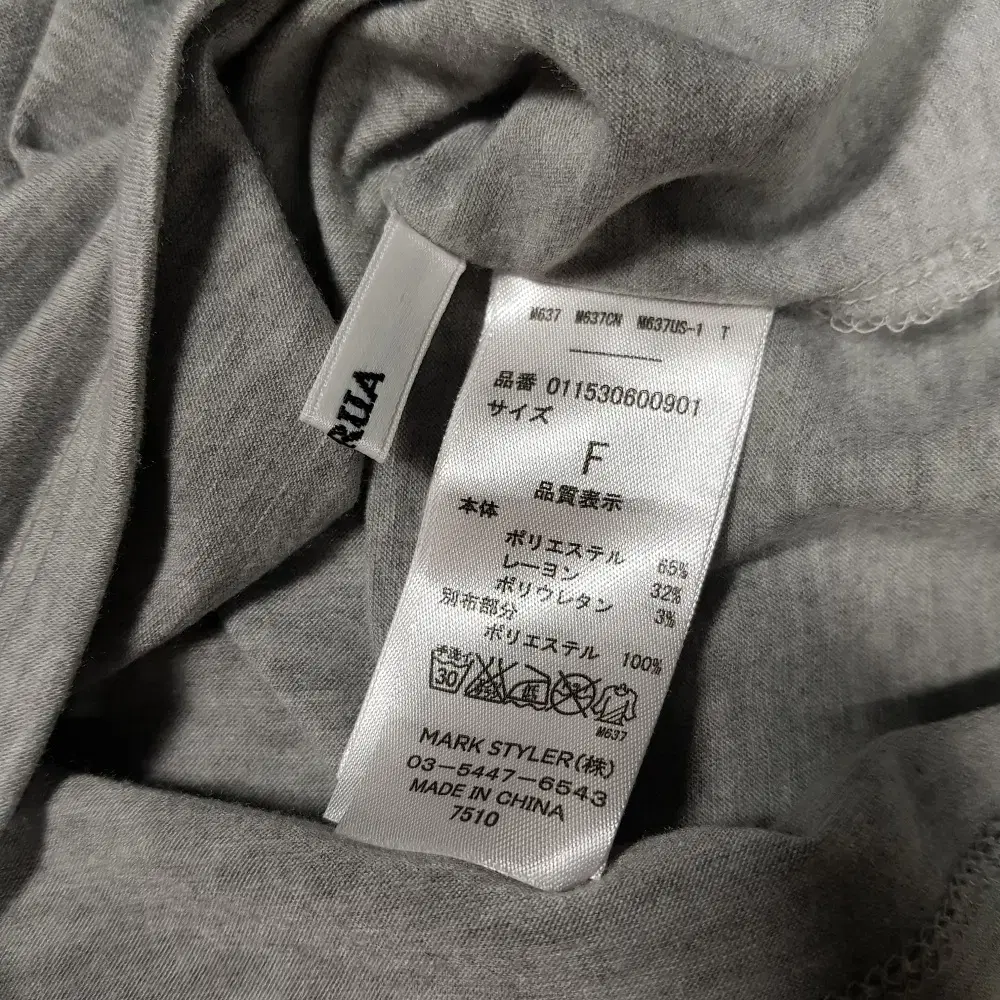 RUA
M637 M637CN M637US-1 T
品番 011530600901
サイズ
F
品質表示
本体
ポリエステル 65%
レーヨン 32%
ポリウレタン 3%
別布部分
ポリエステル 100%
手洗イ
30
M637
MARK STYLER(株)
03-5447-6543
MADE IN CHINA
7510